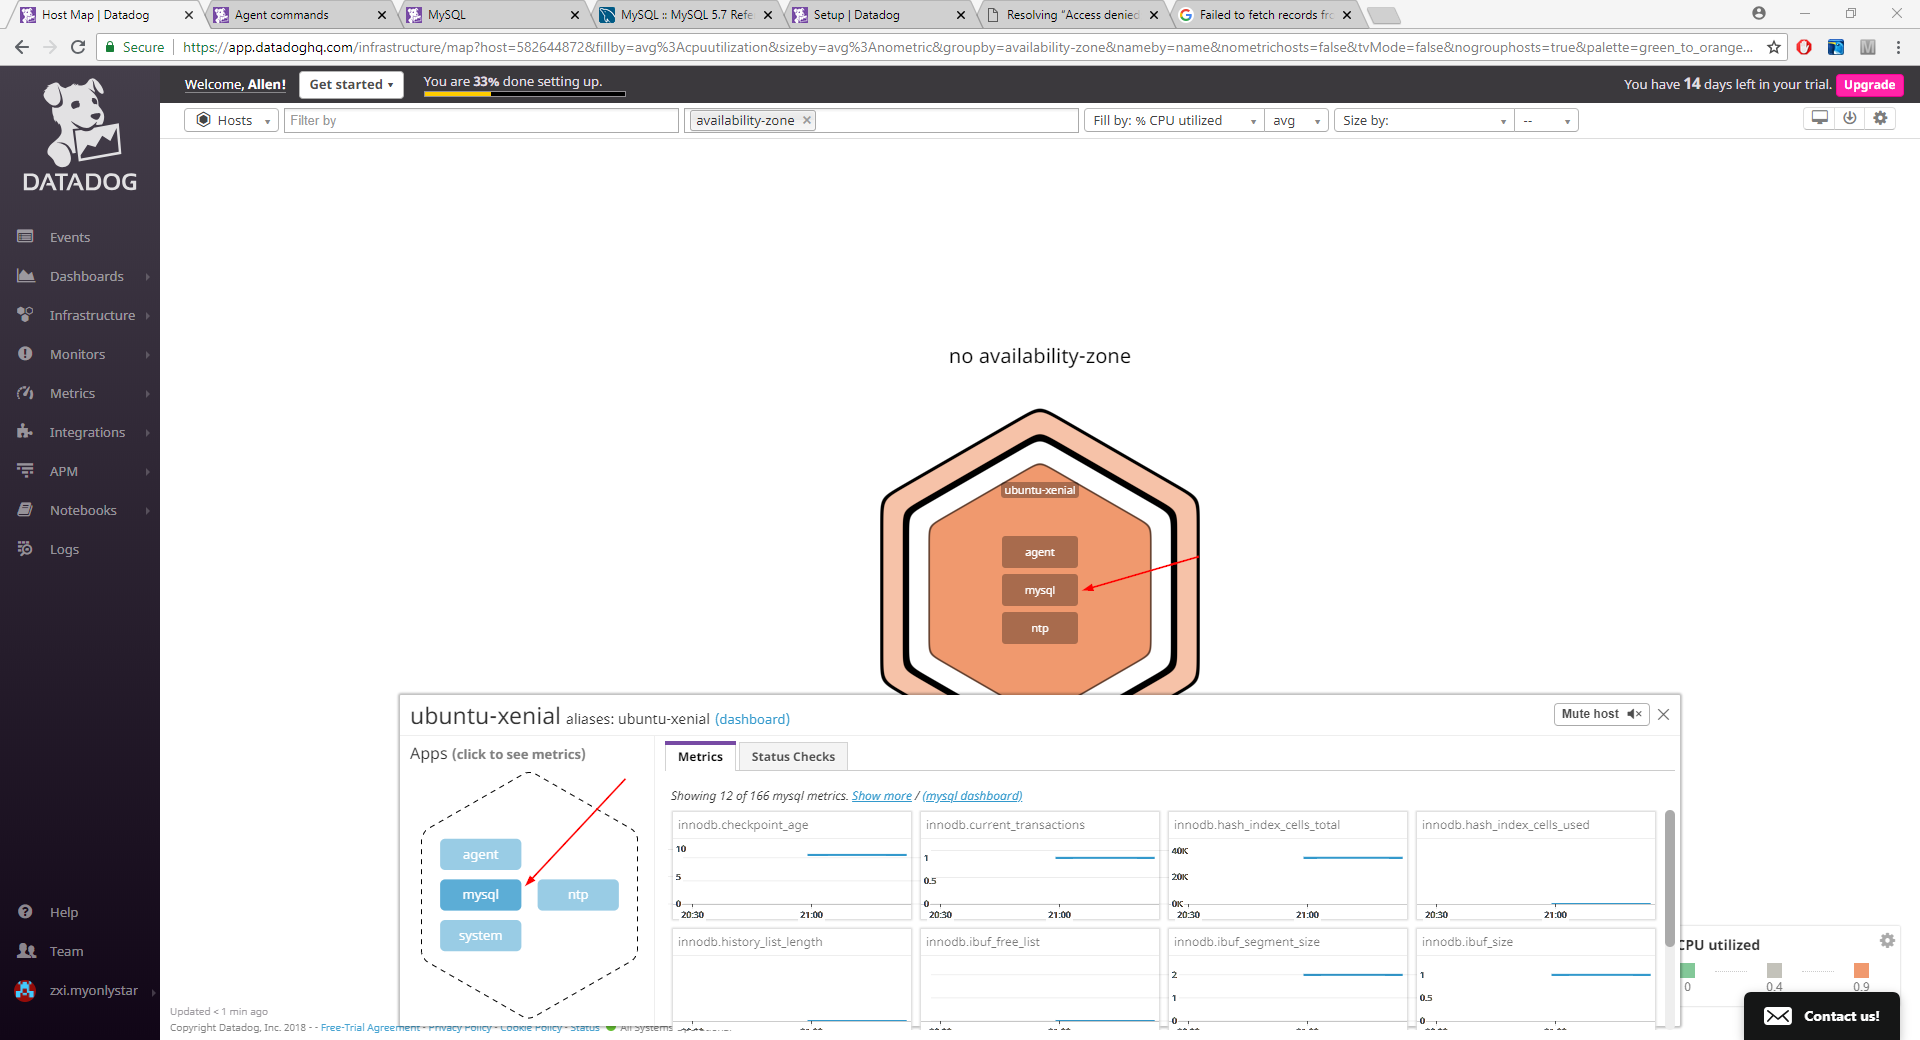 Host Map | Datadog
Agent commands
MySQL
MySQL :: MySQL 5.7 Refe
Setup | Datadog
Resolving "Access denied
Failed to fetch records fr
Secure
https://app.datadoghq.com/infrastructure/map?host=582644872&fillby=avg%3Acpuutilization&sizeby=avg%3Anometric&groupby=availability-zone&nameby=name&nometrichosts=false&tvMode=false&nogrouphosts=true&palette=green_to_orange...
Welcome, Allen!
Get started
You are 33% done setting up.
You have 14 days left in your trial.
Upgrade
DATADOG
Hosts
Filter by
availability-zone
Fill by: % CPU utilized
avg
Size by:
--
Events
Dashboards
Infrastructure
Monitors
Metrics
Integrations
APM
Notebooks
Logs
Help
Team
zxi.myonlystar
no availability-zone
ubuntu-xenial
agent
mysql
ntp
ubuntu-xenial aliases: ubuntu-xenial (dashboard)
Mute host
Apps (click to see metrics)
agent
mysql
ntp
system
Metrics
Status Checks
Showing 12 of 166 mysql metrics. Show more / (mysql dashboard)
innodb.checkpoint_age
10
5
0
20:30
21:00
innodb.current_transactions
1
0.5
0
20:30
21:00
innodb.hash_index_cells_total
40K
20K
0K
20:30
21:00
innodb.hash_index_cells_used
20:30
21:00
innodb.history_list_length
innodb.ibuf_free_list
innodb.ibuf_segment_size
2
1
0
innodb.ibuf_size
1
0.5
0
CPU utilized
0
0.4
0.9
Contact us!
Updated < 1 min ago
Copyright Datadog, Inc. 2018 - - Free-Trial Agreement - Privacy Policy - Cookie Policy - Status All Systems